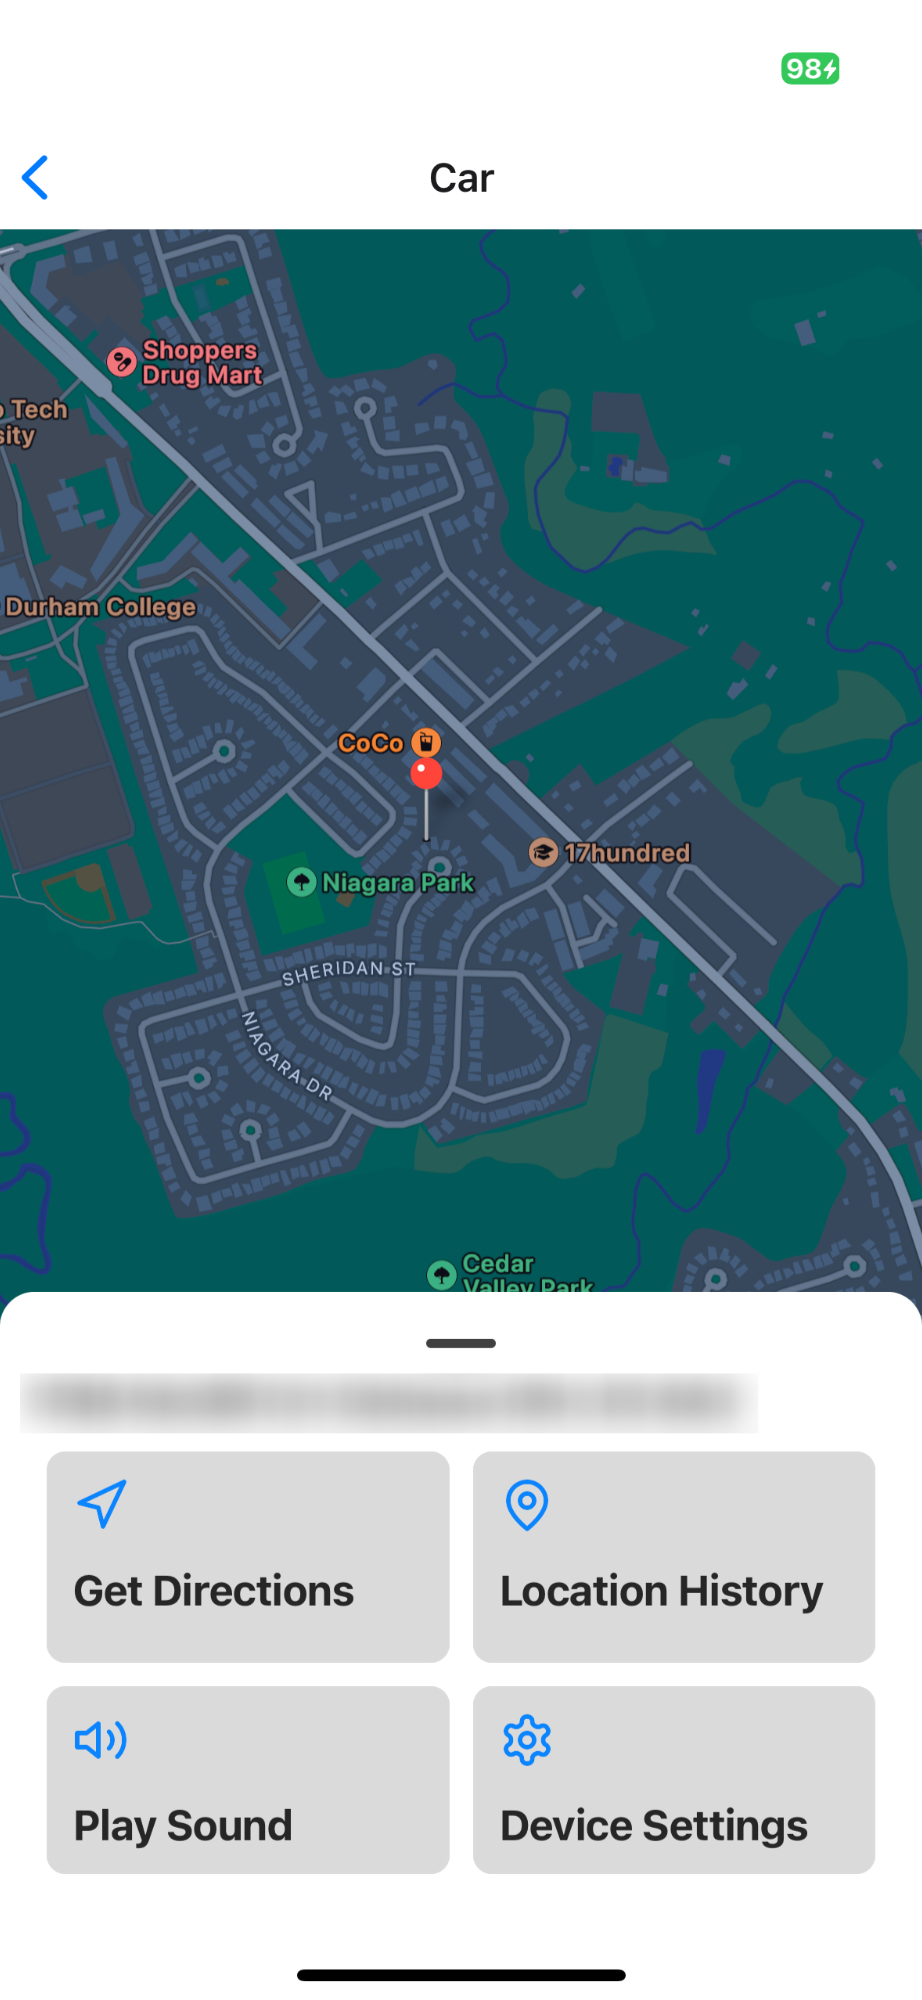 98
Car
Shoppers
Drug Mart
Tech
sity
Durham College
CoCo
17hundred
Niagara Park
SHERIDAN ST
NIAGARA DR
Cedar
Valley Park
Get Directions
Location History
Play Sound
Device Settings